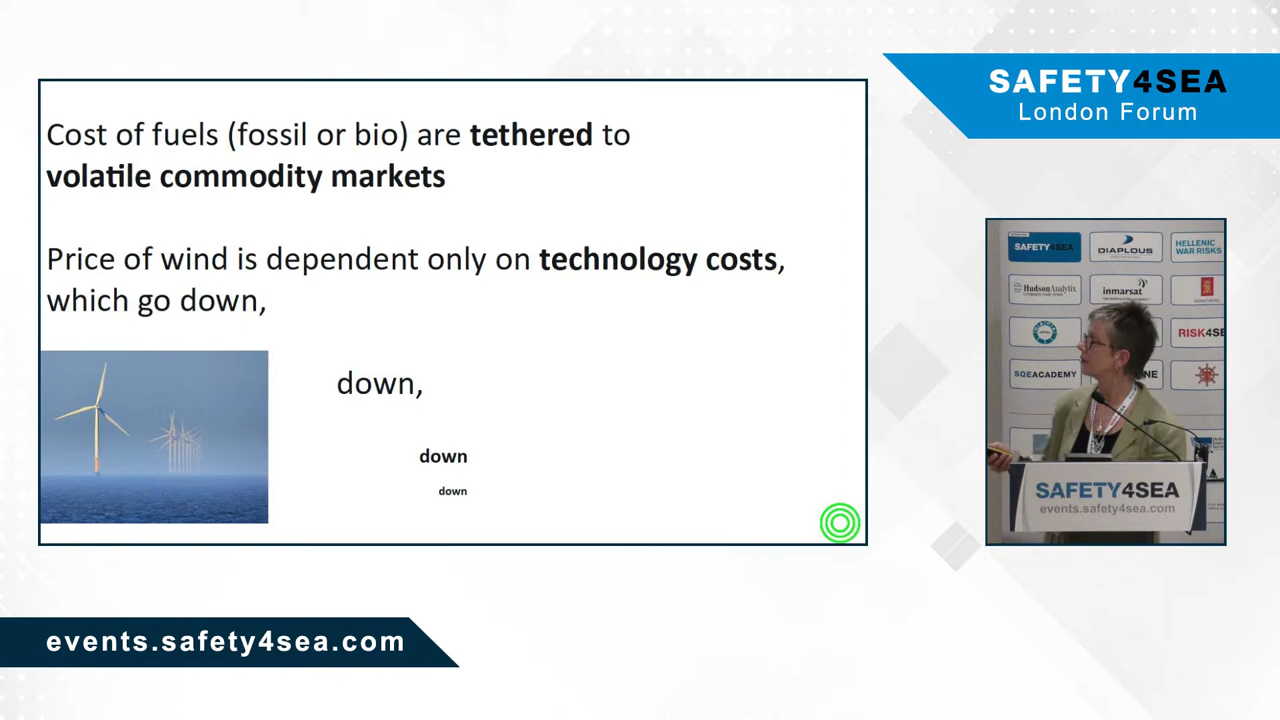 SAFETY4SEA
London Forum
Cost of fuels (fossil or bio) are tethered to
volatile commodity markets
Price of wind is dependent only on technology costs,
which go down,
down,
down
down
SAFETY4SEA
DIAPLOUS
HELLENIC
WAR RISKS
HudsonAnalytix
inmarsat
RISK4SE
SQEACADEMY
NE
SAFETY4SEA
events.safety4sea.com
events.safety4sea.com